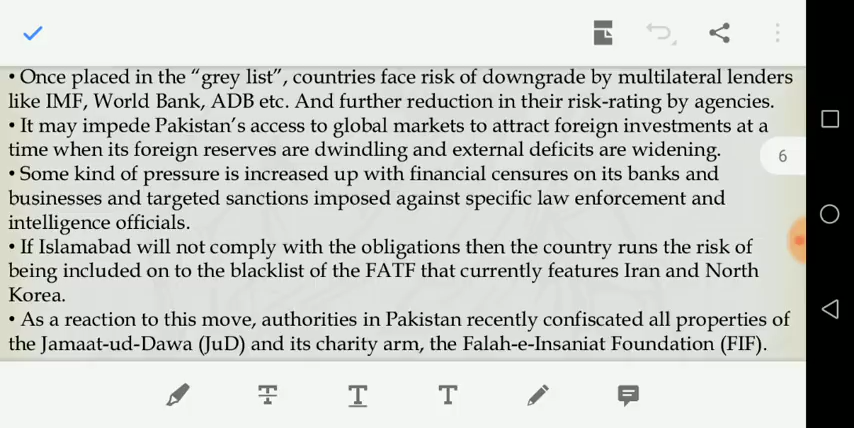 • Once placed in the “grey list”, countries face risk of downgrade by multilateral lenders
like IMF, World Bank, ADB etc. And further reduction in their risk-rating by agencies.
• It may impede Pakistan’s access to global markets to attract foreign investments at a
time when its foreign reserves are dwindling and external deficits are widening.
6
• Some kind of pressure is increased up with financial censures on its banks and
businesses and targeted sanctions imposed against specific law enforcement and
intelligence officials.
• If Islamabad will not comply with the obligations then the country runs the risk of
being included on to the blacklist of the FATF that currently features Iran and North
Korea.
• As a reaction to this move, authorities in Pakistan recently confiscated all properties of
the Jamaat-ud-Dawa (JuD) and its charity arm, the Falah-e-Insaniat Foundation (FIF).